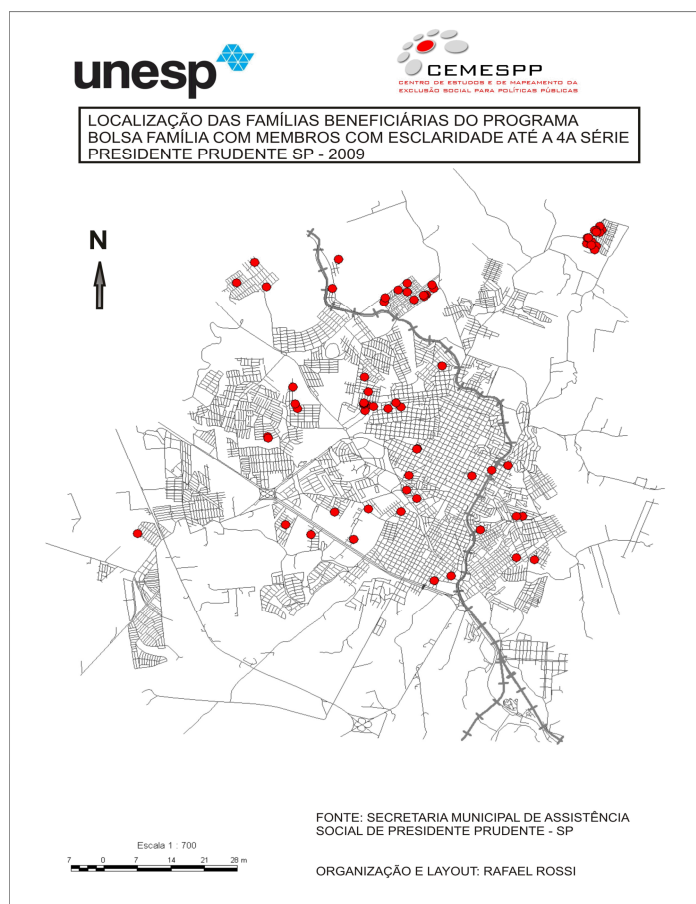 unesp
CEMESPP
CENTRO DE ESTUDOS E DE MAPEAMENTO DA
EXCLUSÃO SOCIAL PARA POLÍTICAS PÚBLICAS
LOCALIZAÇÃO DAS FAMÍLIAS BENEFICIÁRIAS DO PROGRAMA
BOLSA FAMÍLIA COM MEMBROS COM ESCLARIDADE ATÉ A 4A SÉRIE
PRESIDENTE PRUDENTE SP - 2009
N
FONTE: SECRETARIA MUNICIPAL DE ASSISTÊNCIA
SOCIAL DE PRESIDENTE PRUDENTE - SP
Escala 1 : 700
7 0 7 14 21 28 m
ORGANIZAÇÃO E LAYOUT: RAFAEL ROSSI